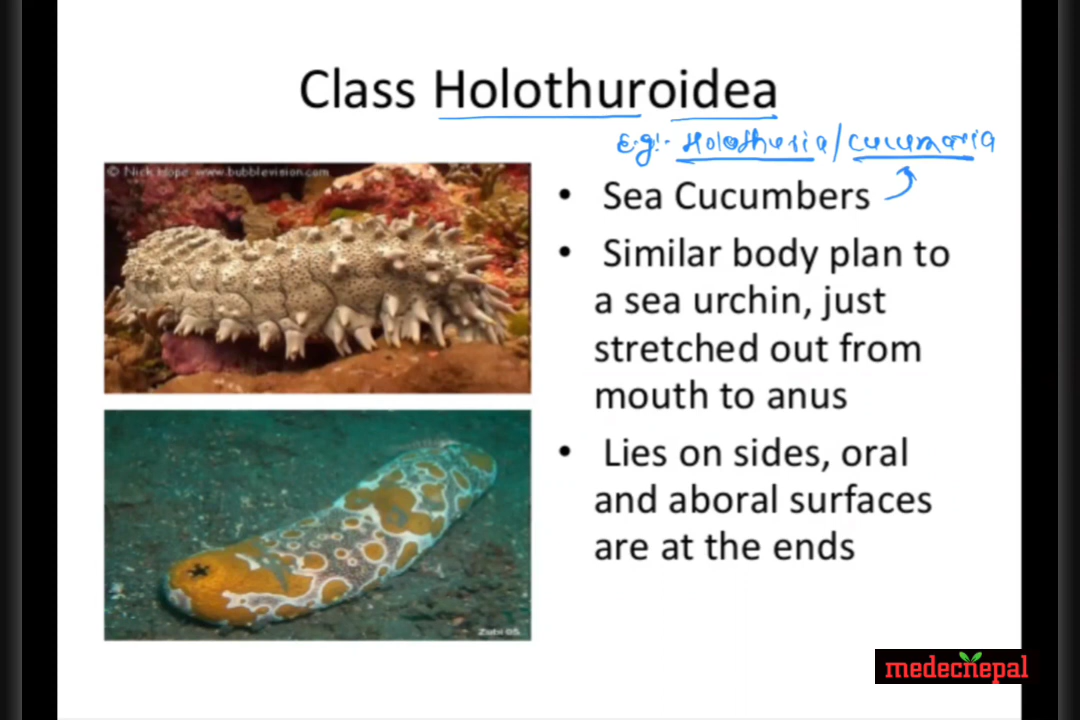 Class Holothuroidea
E.g:- Holothuria/cucumaria
© Nick Hope www.bubblevision.com
• Sea Cucumbers
• Similar body plan to
a sea urchin, just
stretched out from
mouth to anus
• Lies on sides, oral
and aboral surfaces
are at the ends
Zubi 05
medecnepal